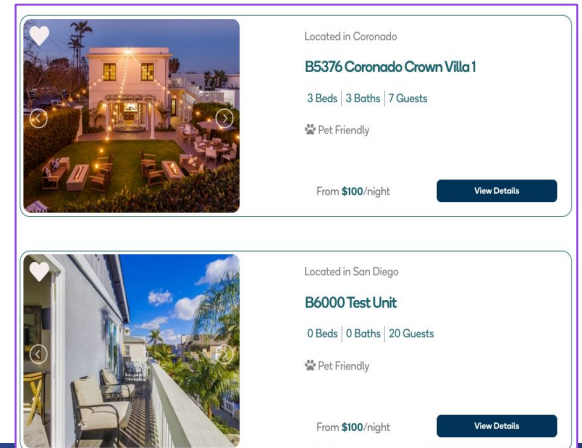 Located in Coronado
B5376 Coronado Crown Villa 1
3 Beds | 3 Baths | 7 Guests
Pet Friendly
From $100/night
View Details
Located in San Diego
B6000 Test Unit
0 Beds | 0 Baths | 20 Guests
Pet Friendly
From $100/night
View Details